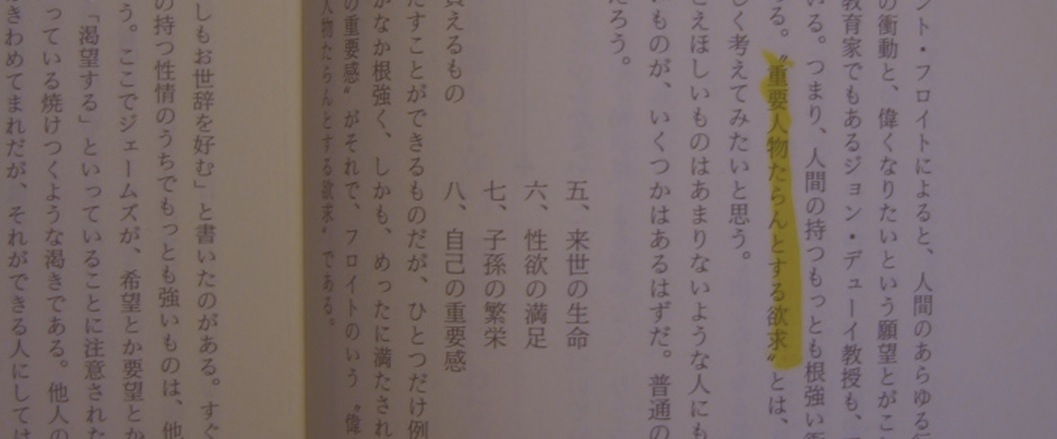 ント・フロイトによると、人間のあらゆる
の衝動と、偉くなりたいという願望とがこ
教育家でもあるジョン・デューイ教授も、
いる。つまり、人間の持つもっとも根強い衝
る。〝重要人物たらんとする欲求〟とは、
しく考えてみたいと思う。
とえほしいものはあまりないような人にも
いものが、いくつかはあるはずだ。普通の
だろう。
五、来世の生命
六、性欲の満足
七、子孫の繁栄
八、自己の重要感
買えるもの
たすことができるものだが、ひとつだけ例
かなか根強く、しかも、めったに満たされ
の重要感〟がそれで、フロイトのいう〝偉
人物たらんとする欲求〟である。
しもお世辞を好む」と書いたのがある。すぐ
の持つ性情のうちでもっとも強いものは、他
う。ここでジェームズが、希望とか要望とか
「渇望する」といっていることに注意された
っている焼けつくような渇きである。他人の
きわめてまれだが、それができる人にしては